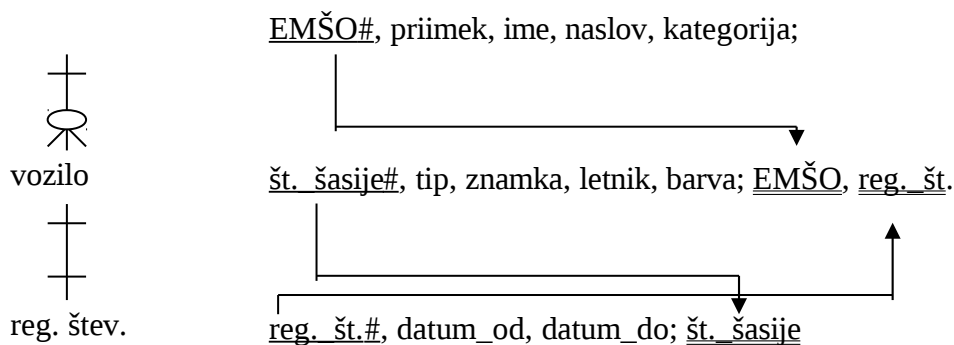 EMŠO#, priimek, ime, naslov, kategorija;
vozilo št._šasije#, tip, znamka, letnik, barva; EMŠO, reg._št.
reg. štev. reg._št.#, datum_od, datum_do; št._šasije